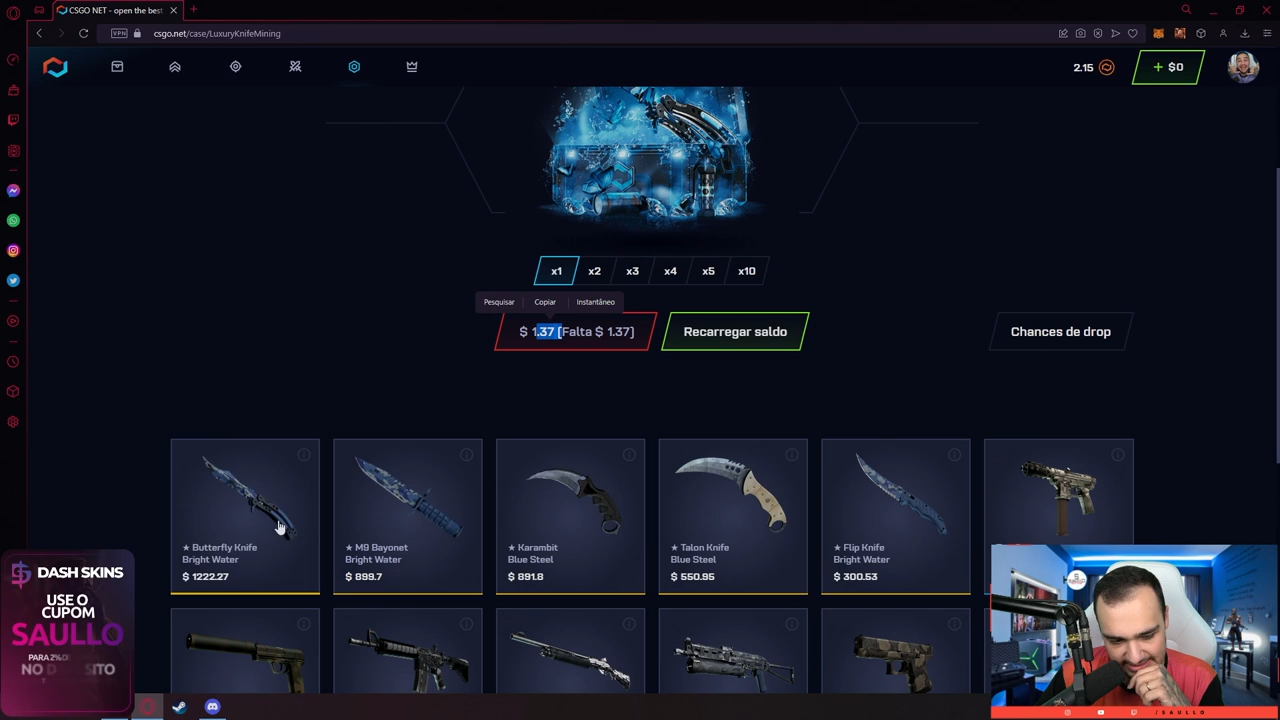 CSGO NET - open the best
VPN csgo.net/case/LuxuryKnifeMining
2.15
+ $0
x1 x2 x3 x4 x5 x10
Pesquisar Copiar Instantâneo
$ 1.37 [Falta $ 1.37]
Recarregar saldo
Chances de drop
★ Butterfly Knife
Bright Water
$ 1222.27
★ M9 Bayonet
Bright Water
$ 899.7
★ Karambit
Blue Steel
$ 891.8
★ Talon Knife
Blue Steel
$ 550.95
★ Flip Knife
Bright Water
$ 300.53
DASH SKINS
USE O
CUPOM
SAULLO
/SAULLO